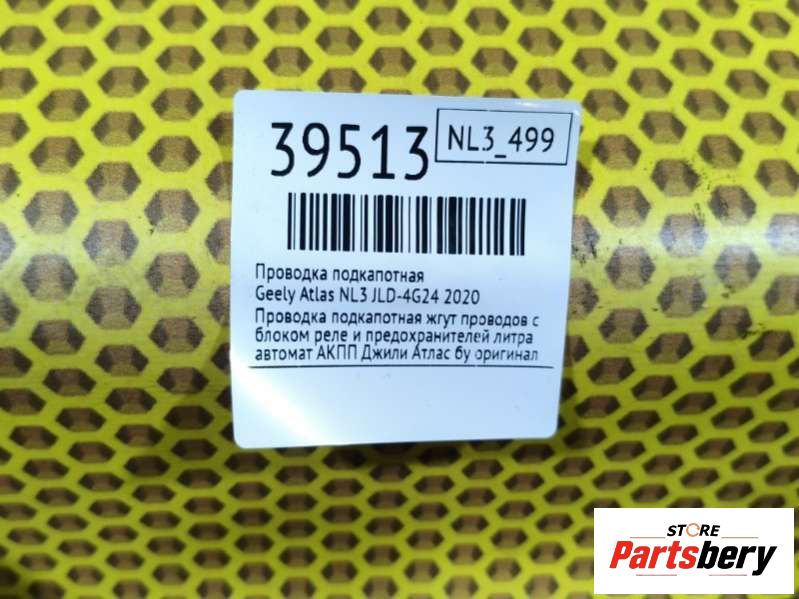 39513
NL3_499
Проводка подкапотная
Geely Atlas NL3 JLD-4G24 2020
Проводка подкапотная жгут проводов с
блоком реле и предохранителей литра
автомат АКПП Джили Атлас бу оригинал
STORE
Partsbery